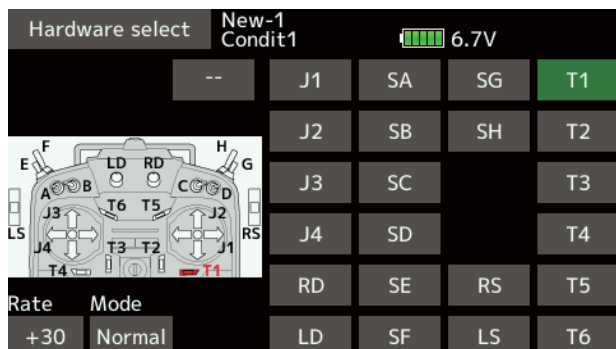 Hardware select
New-1
Condit1
6.7V
--
J1
SA
SG
T1
J2
SB
SH
T2
J3
SC
T3
J4
SD
T4
RD
SE
RS
T5
LD
SF
LS
T6
F
H
E
LD
RD
G
A
B
C
D
J3
T6
T5
J2
LS
RS
J4
T3
T2
J1
T4
T1
Rate
Mode
+30
Normal